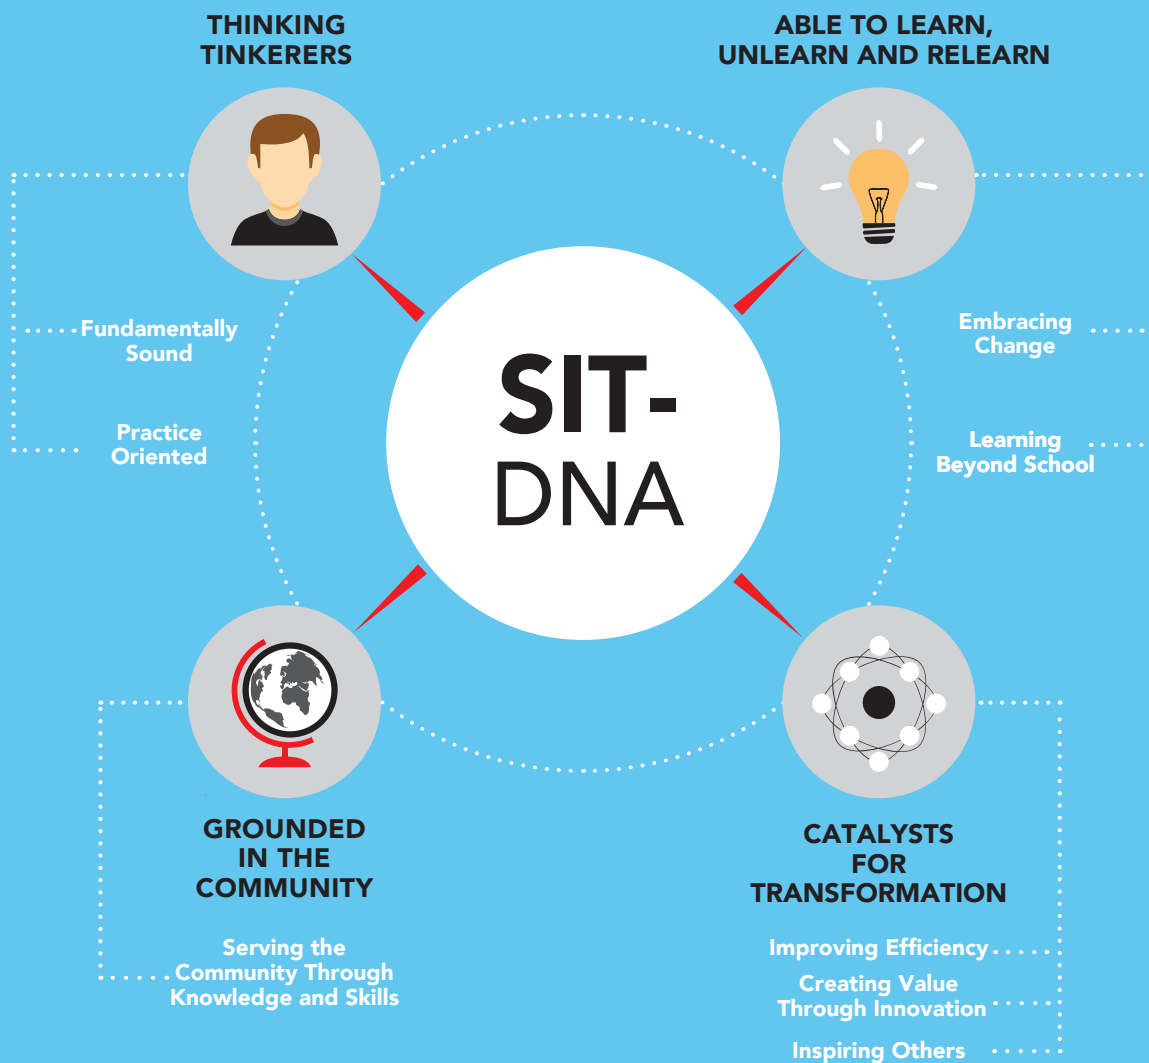 THINKING
TINKERERS
Fundamentally
Sound
Practice
Oriented
ABLE TO LEARN,
UNLEARN AND RELEARN
Embracing
Change
Learning
Beyond School
SIT-
DNA
GROUNDED
IN THE
COMMUNITY
Serving the
Community Through
Knowledge and Skills
CATALYSTS
FOR
TRANSFORMATION
Improving Efficiency
Creating Value
Through Innovation
Inspiring Others